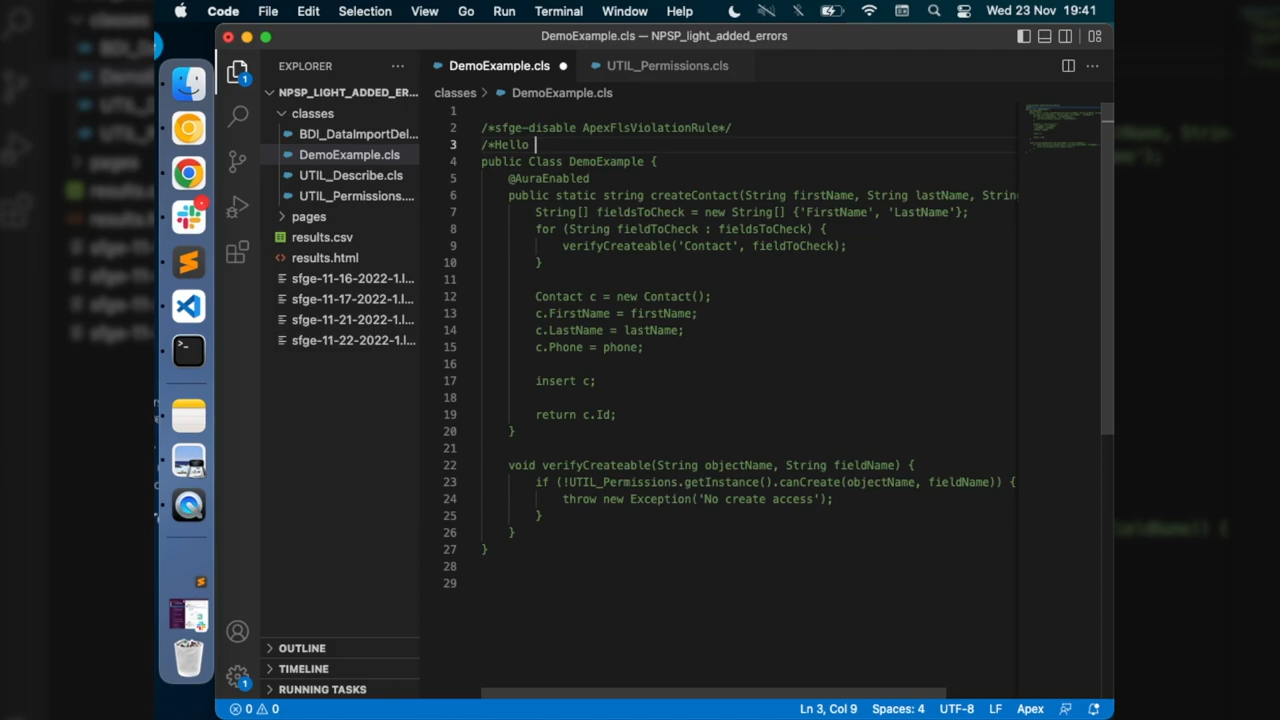 Code File Edit Selection View Go Run Terminal Window Help Wed 23 Nov 19:41
DemoExample.cls — NPSP_light_added_errors
EXPLORER
DemoExample.cls
UTIL_Permissions.cls
NPSP_LIGHT_ADDED_ER...
classes
BDI_DataImportDel...
DemoExample.cls
UTIL_Describe.cls
UTIL_Permissions....
pages
results.csv
results.html
sfge-11-16-2022-1.l...
sfge-11-17-2022-1.l...
sfge-11-21-2022-1.l...
sfge-11-22-2022-1.l...
OUTLINE
TIMELINE
RUNNING TASKS
1
1
classes > DemoExample.cls
1
2 /*sfge-disable ApexFlsViolationRule*/
3 /*Hello
4 public Class DemoExample {
5 @AuraEnabled
6 public static string createContact(String firstName, String lastName, Strin
7 String[] fieldsToCheck = new String[] {'FirstName', 'LastName'};
8 for (String fieldToCheck : fieldsToCheck) {
9 verifyCreateable('Contact', fieldToCheck);
10 }
11
12 Contact c = new Contact();
13 c.FirstName = firstName;
14 c.LastName = lastName;
15 c.Phone = phone;
16
17 insert c;
18
19 return c.Id;
20 }
21
22 void verifyCreateable(String objectName, String fieldName) {
23 if (!UTIL_Permissions.getInstance().canCreate(objectName, fieldName)) {
24 throw new Exception('No create access');
25 }
26 }
27 }
28
29
0 0 Ln 3, Col 9 Spaces: 4 UTF-8 LF Apex